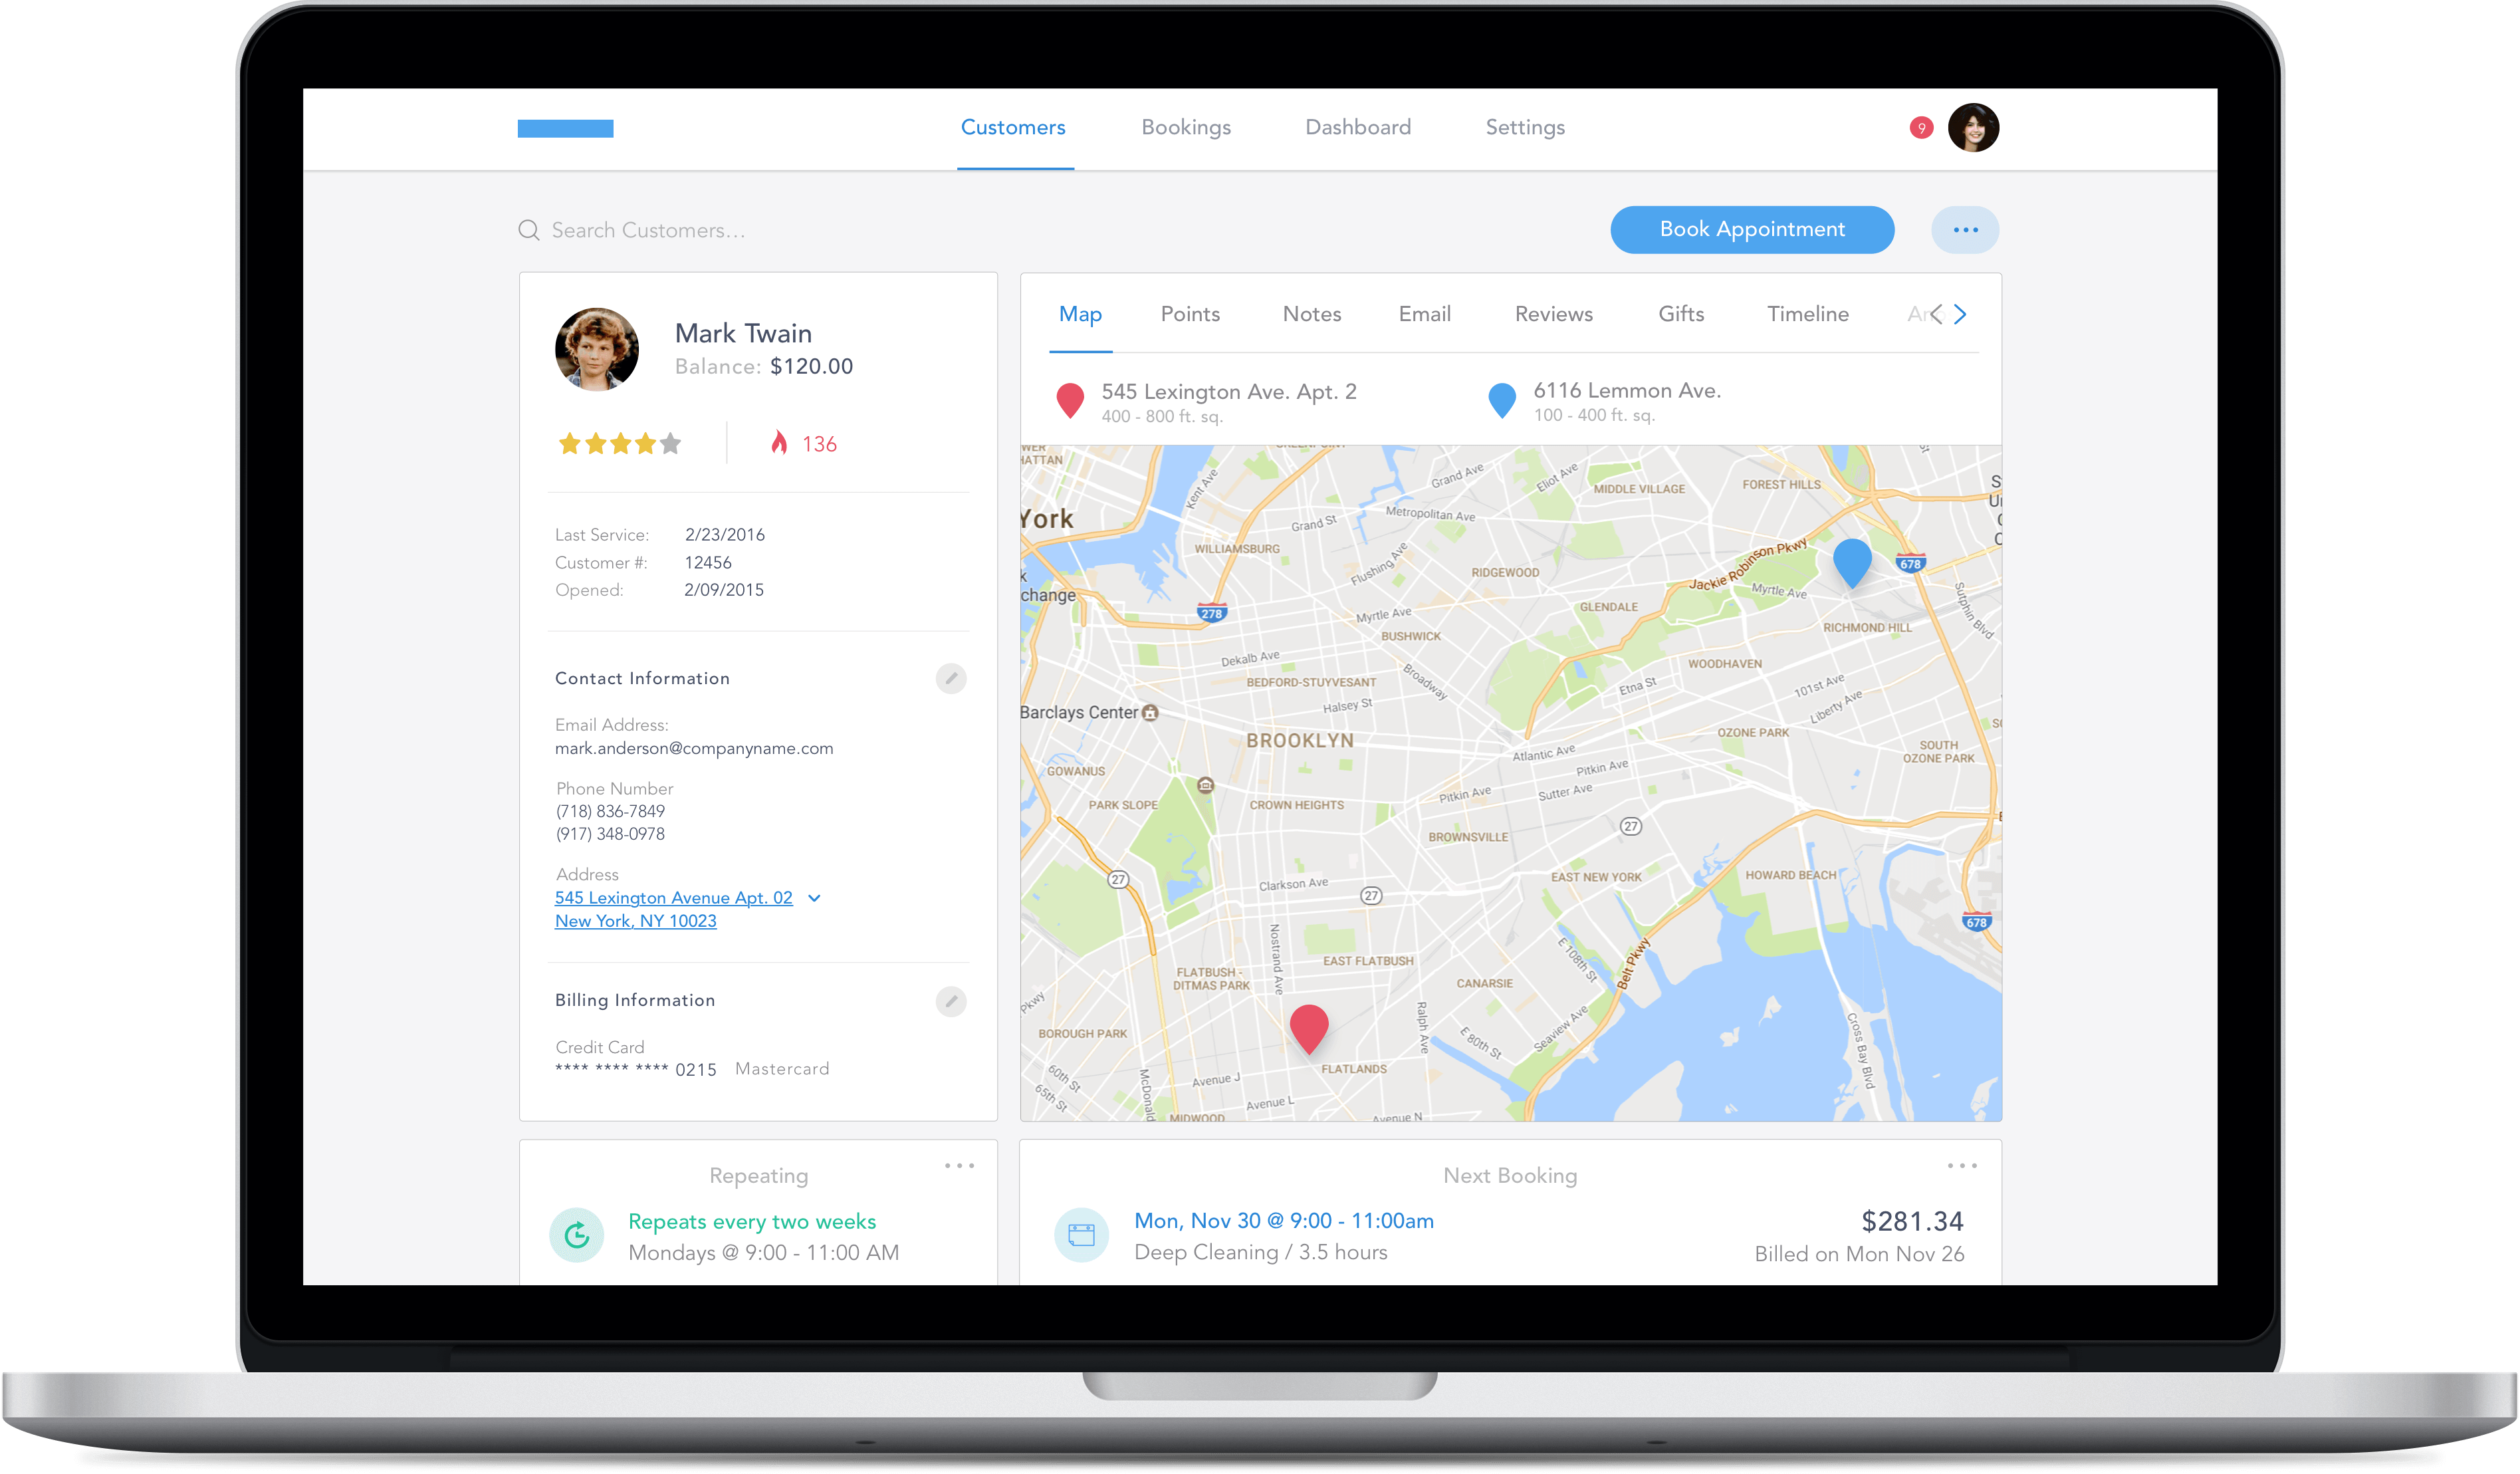 Customers Bookings Dashboard Settings
9
Search Customers...
Book Appointment
Mark Twain
Balance: $120.00
136
Last Service: 2/23/2016
Customer #: 12456
Opened: 2/09/2015
Contact Information
Email Address:
mark.anderson@companyname.com
Phone Number
(718) 836-7849
(917) 348-0978
Address
545 Lexington Avenue Apt. 02
New York, NY 10023
Billing Information
Credit Card
**** **** **** 0215 Mastercard
Map Points Notes Email Reviews Gifts Timeline
545 Lexington Ave. Apt. 2
400 - 800 ft. sq.
6116 Lemmon Ave.
100 - 400 ft. sq.
WER
HATTAN
Kent Ave
Grand Ave
Eliot Ave
MIDDLE VILLAGE
FOREST HILLS
York
Grand St
Metropolitan Ave
WILLIAMSBURG
Flushing Ave
RIDGEWOOD
Jackie Robinson Pkwy
678
k
change
278
Myrtle Ave
Myrtle Ave
GLENDALE
Sutphin Blvd
BUSHWICK
RICHMOND HILL
Dekalb Ave
WOODHAVEN
BEDFORD-STUYVESANT
Broadway
Etna St
101st Ave
Liberty Ave
Halsey St
Barclays Center
BROOKLYN
Atlantic Ave
OZONE PARK
SOUTH
OZONE PARK
GOWANUS
Pitkin Ave
PARK SLOPE
CROWN HEIGHTS
Pitkin Ave
Sutter Ave
BROWNSVILLE
27
27
Clarkson Ave
27
EAST NEW YORK
HOWARD BEACH
678
Nostrand Ave
E 108th St
Belt Pkwy
EAST FLATBUSH
FLATBUSH -
DITMAS PARK
CANARSIE
Pkwy
Ralph Ave
BOROUGH PARK
E 80th St
Seaview Ave
Cross Bay Blvd
FLATLANDS
60th St
65th St
McDonald
Avenue J
Avenue L
MIDWOOD
Avenue N
Repeating
Repeats every two weeks
Mondays @ 9:00 - 11:00 AM
Next Booking
Mon, Nov 30 @ 9:00 - 11:00am
Deep Cleaning / 3.5 hours
$281.34
Billed on Mon Nov 26